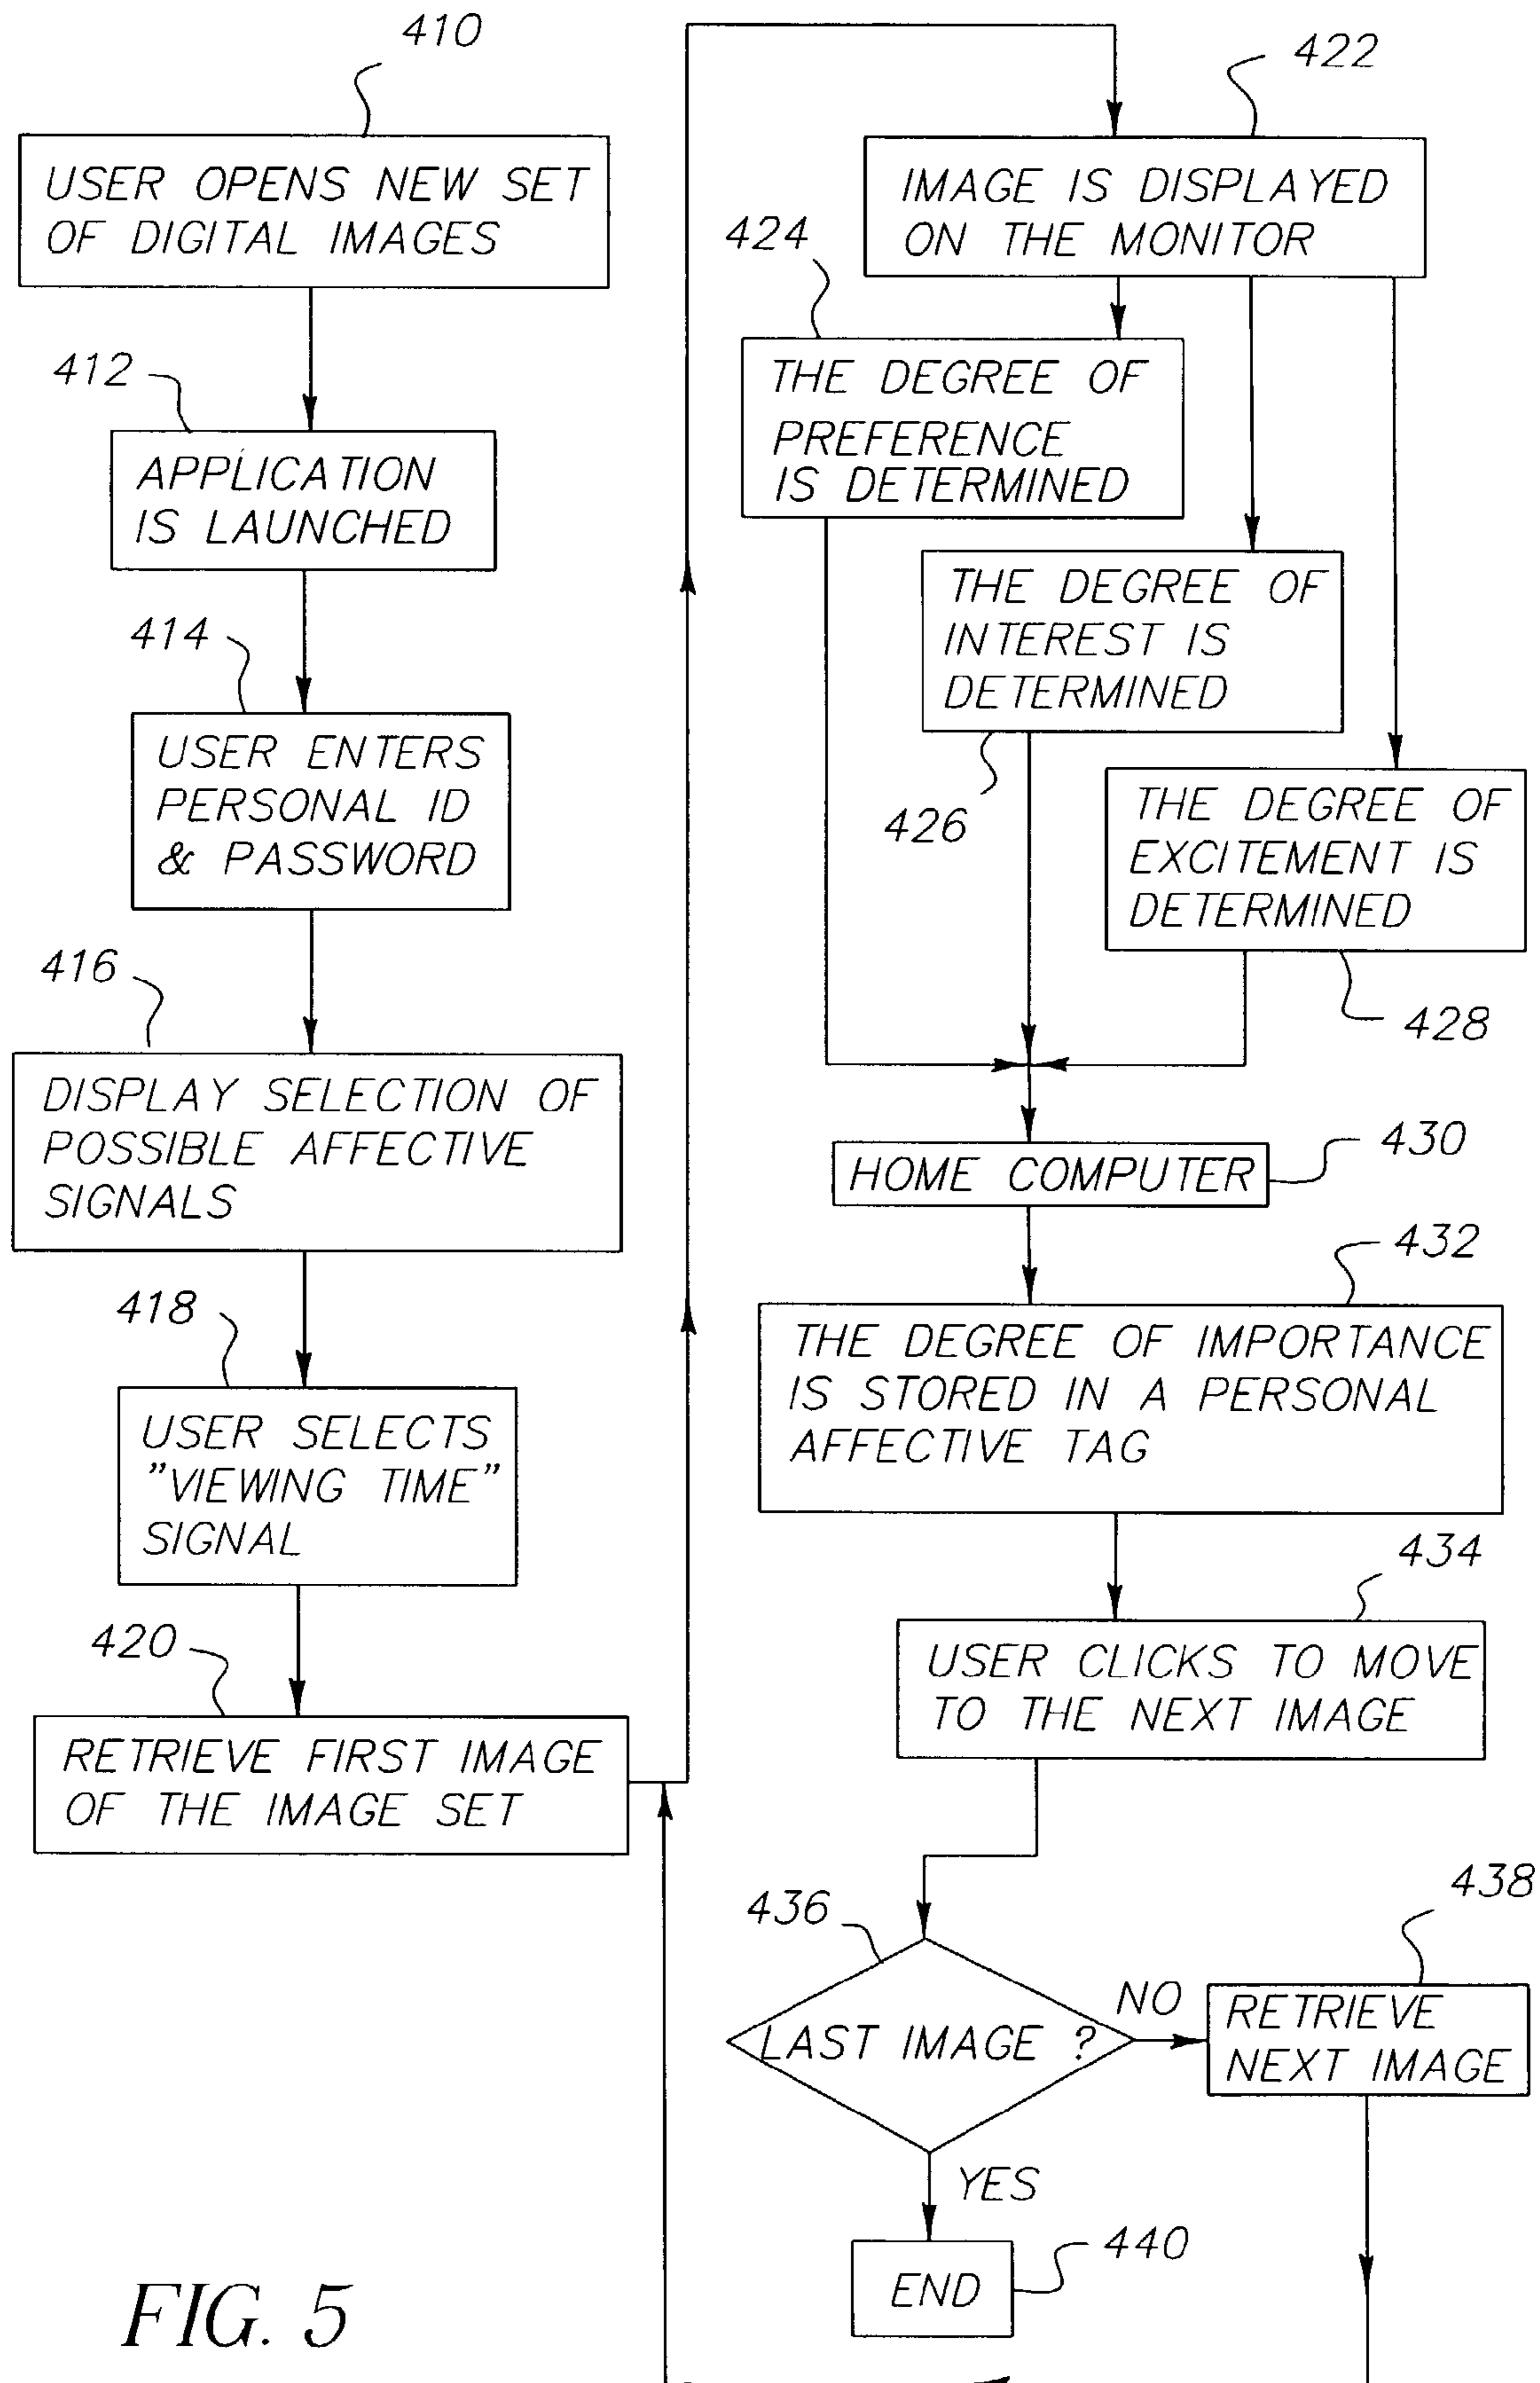 410
USER OPENS NEW SET
OF DIGITAL IMAGES
412
APPLICATION
IS LAUNCHED
414
USER ENTERS
PERSONAL ID
& PASSWORD
416
DISPLAY SELECTION OF
POSSIBLE AFFECTIVE
SIGNALS
418
USER SELECTS
"VIEWING TIME"
SIGNAL
420
RETRIEVE FIRST IMAGE
OF THE IMAGE SET
422
IMAGE IS DISPLAYED
ON THE MONITOR
424
THE DEGREE OF
PREFERENCE
IS DETERMINED
THE DEGREE OF
INTEREST IS
DETERMINED
426
THE DEGREE OF
EXCITEMENT IS
DETERMINED
428
HOME COMPUTER
430
432
THE DEGREE OF IMPORTANCE
IS STORED IN A PERSONAL
AFFECTIVE TAG
434
USER CLICKS TO MOVE
TO THE NEXT IMAGE
436
LAST IMAGE ?
NO
438
RETRIEVE
NEXT IMAGE
YES
440
END
FIG. 5